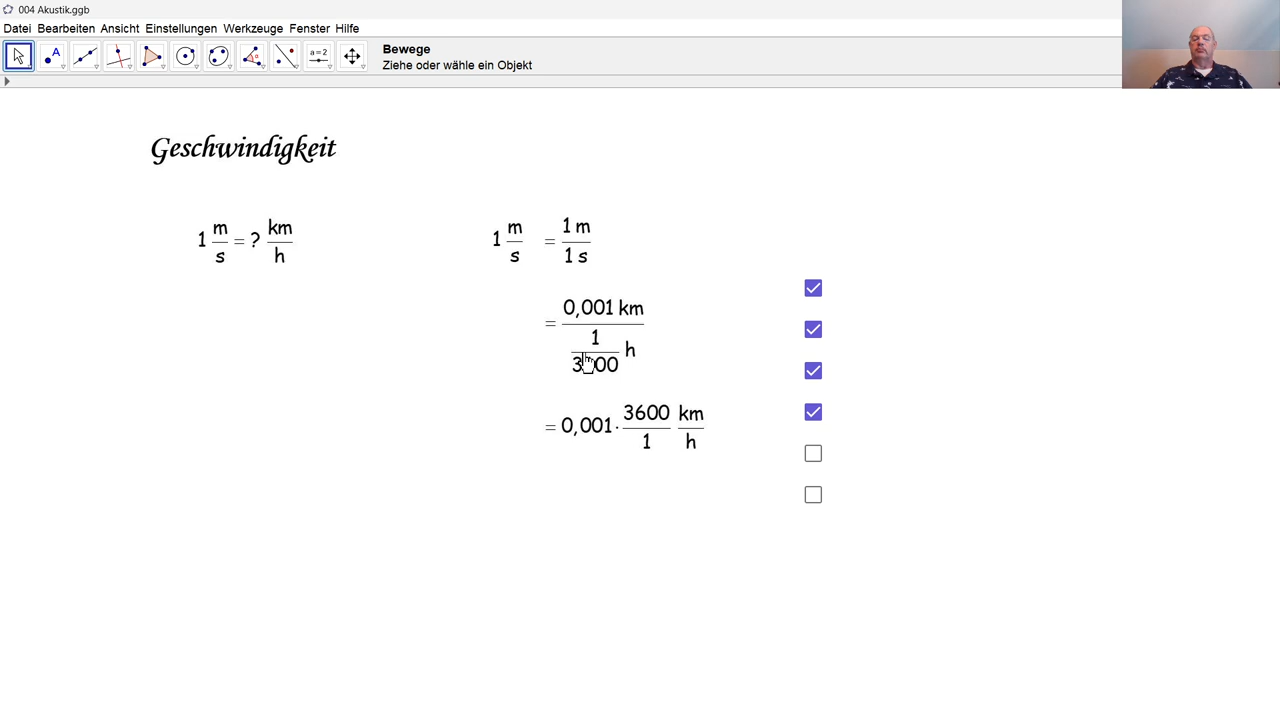 004 Akustik.ggb
Datei Bearbeiten Ansicht Einstellungen Werkzeuge Fenster Hilfe
A
a=2
Bewege
Ziehe oder wähle ein Objekt
Geschwindigkeit
1 m/s = ? km/h
1 m/s = 1 m / 1 s
= 0,001 km / (1/3600 h)
= 0,001 · 3600/1 km/h